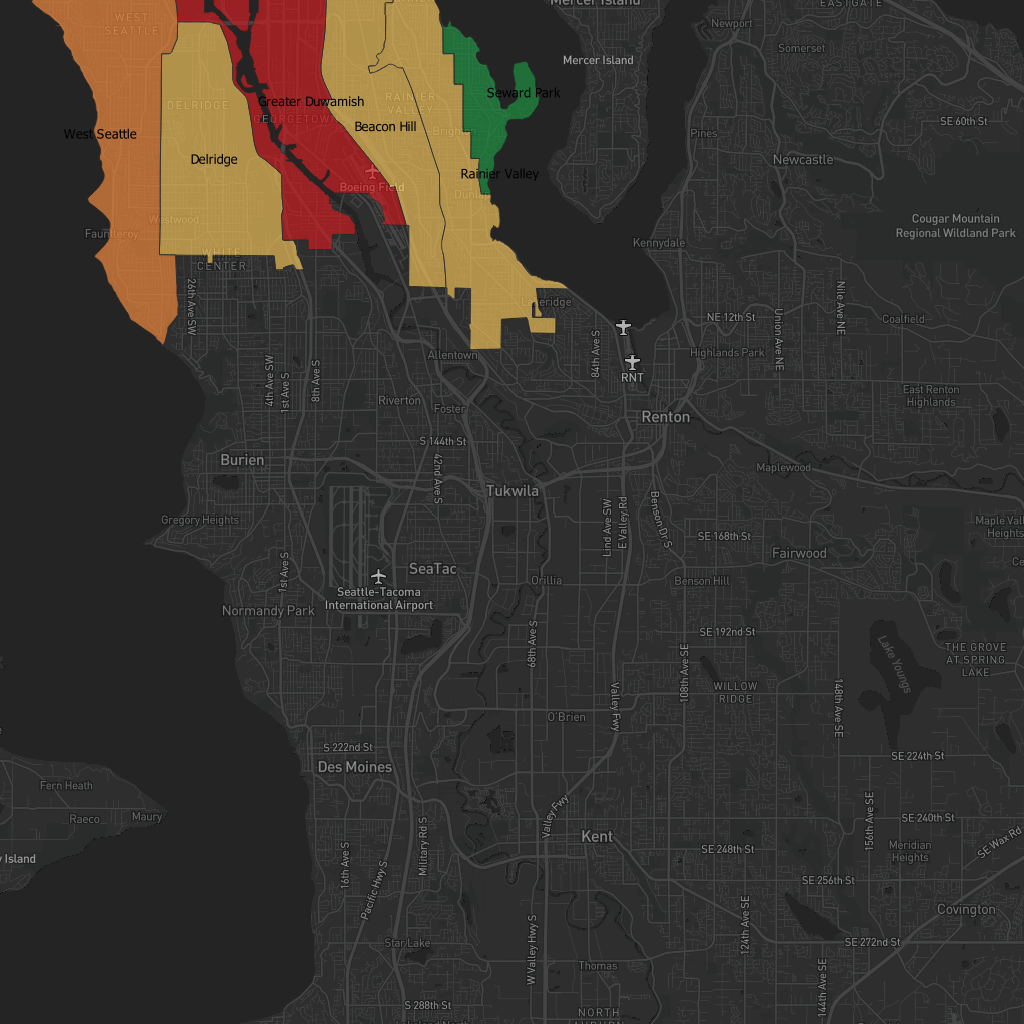 Mercer Island
EASTGATE
WEST
SEATTLE
Newport
Somerset
Mercer Island
Seward Park
RAINIER
VALLEY
DELRIDGE
Greater Duwamish
GEORGETOWN
SE 60th St
Beacon Hill
West Seattle
Pines
Delridge
Newcastle
Rainier Valley
Boeing Field
Westwood
Cougar Mountain
Regional Wildland Park
Fauntleroy
Kennydale
WHITE
CENTER
26th Ave SW
Lakeridge
Nile Ave NE
NE 12th St
Union Ave NE
Coalfield
84th Ave S
Highlands Park
Allentown
4th Ave SW
1st Ave S
8th Ave S
RNT
East Renton
Highlands
Riverton
Foster
Renton
S 144th St
Burien
42nd Ave S
Maplewood
Tukwila
Gregory Heights
Lind Ave SW
E Valley Rd
Benson Dr S
SE 168th St
Maple Val
Heights
Fairwood
1st Ave S
SeaTac
Orillia
Benson Hill
Seattle-Tacoma
International Airport
Normandy Park
68th Ave S
SE 192nd St
Lake Youngs
THE GROVE
AT SPRING
LAKE
108th Ave SE
WILLOW
RIDGE
148th Ave SE
Valley Fwy
O'Brien
S 222nd St
SE 224th St
Des Moines
Fern Heath
Raeco
Maury
Valley Fwy
156th Ave SE
SE 240th St
Military Rd S
Kent
SE 248th St
Meridian
Heights
SE Wax Rd
y Island
16th Ave S
Pacific Hwy S
SE 256th St
Covington
124th Ave SE
W Valley Hwy S
Star Lake
SE 272nd St
Thomas
144th Ave SE
S 288th St
NORTH